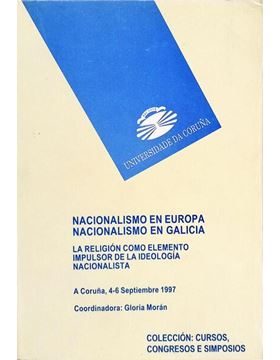 UNIVERSIDADE DA CORUÑA
NACIONALISMO EN EUROPA
NACIONALISMO EN GALICIA
LA RELIGIÓN COMO ELEMENTO
IMPULSOR DE LA IDEOLOGÍA
NACIONALISTA
A Coruña, 4-6 Septiembre 1997
Coordinadora: Gloria Morán
COLECCIÓN: CURSOS,
CONGRESOS E SIMPOSIOS